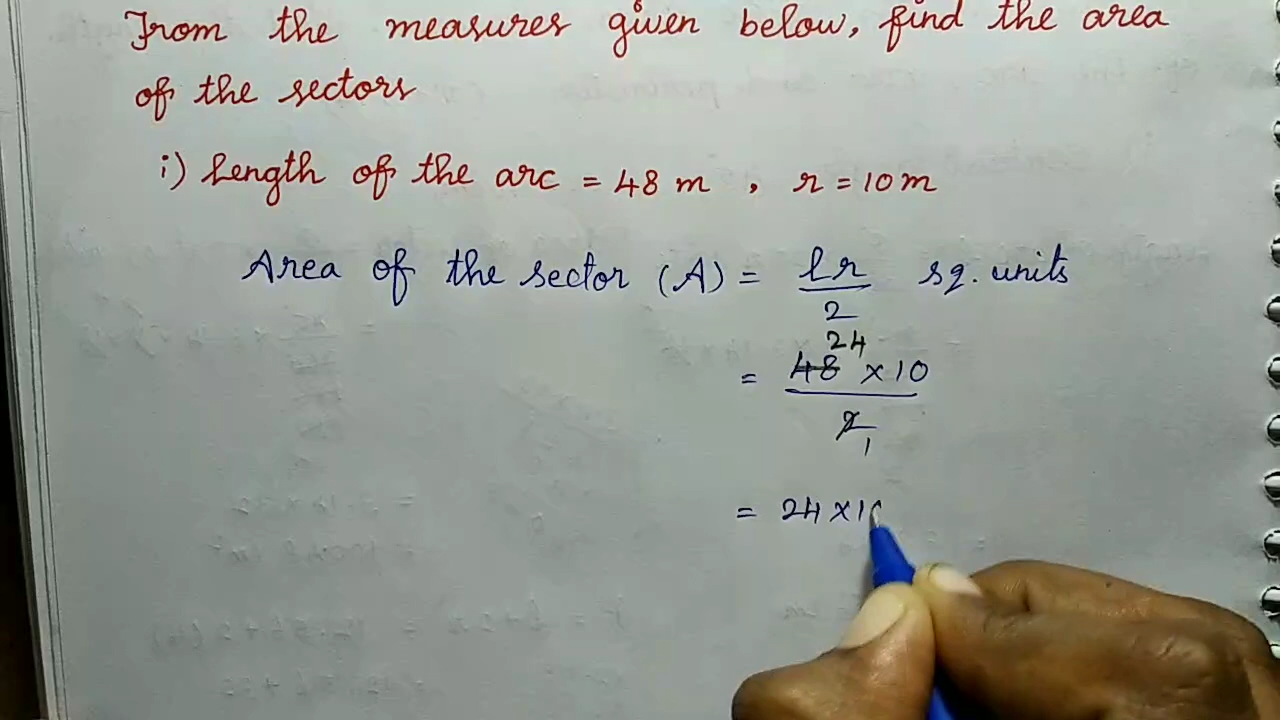 From the measures given below, find the area
of the sectors
i) Length of the arc = 48 m , r = 10 m
Area of the sector (A) = lr/2 sq. units
24
= 48 × 10
2
1
= 24 × 10